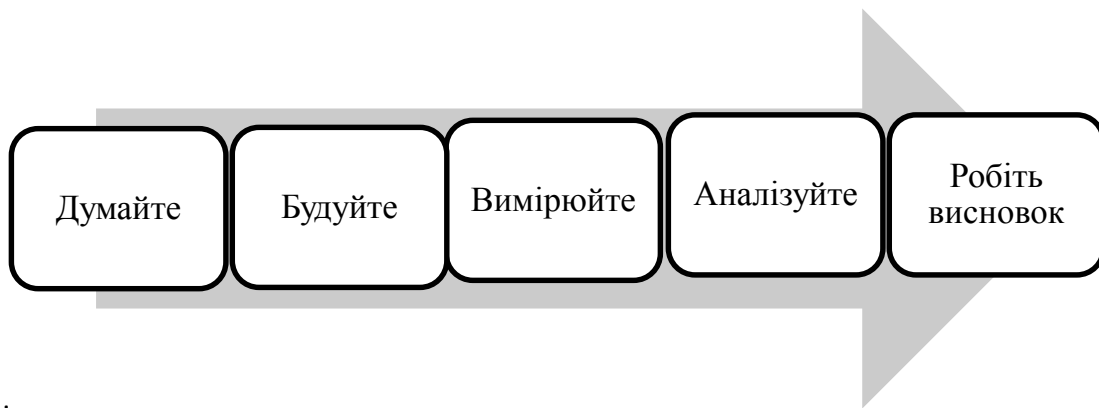 Думайте
Будуйте
Вимірюйте
Аналізуйте
Робіть
висновок
.